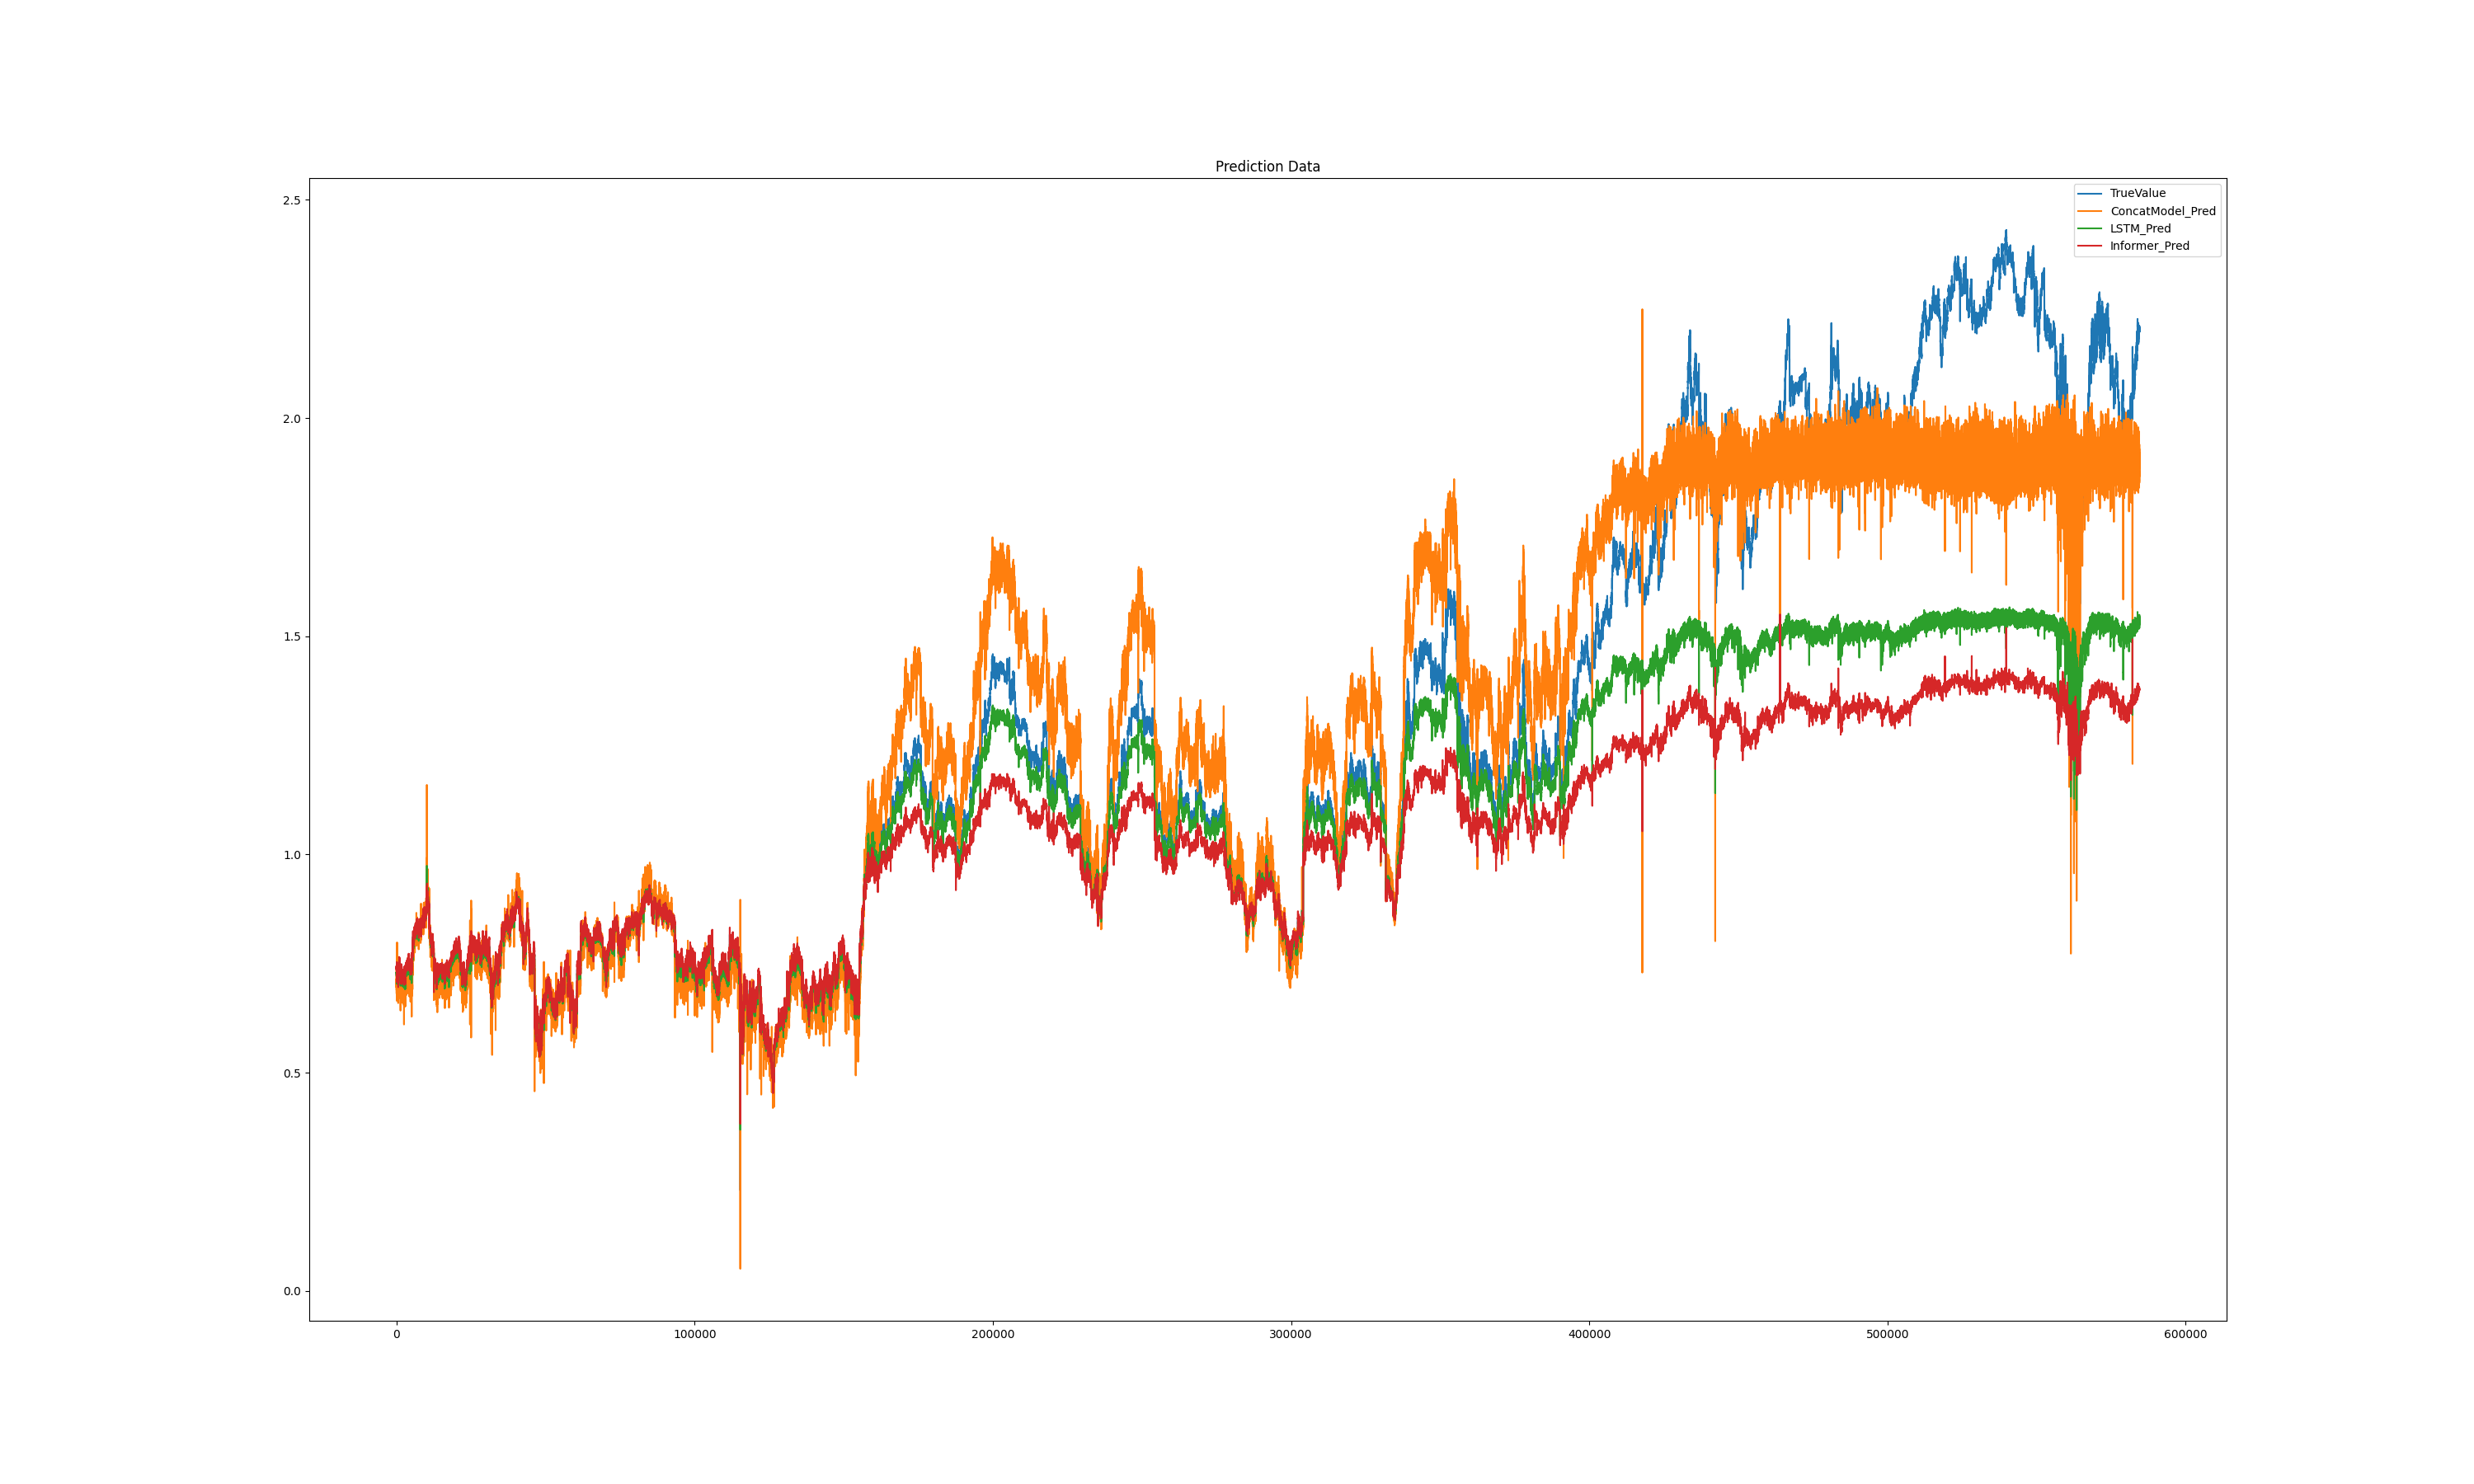 Prediction Data
TrueValue
ConcatModel_Pred
LSTM_Pred
Informer_Pred
2.5
2.0
1.5
1.0
0.5
0.0
0 100000 200000 300000 400000 500000 600000